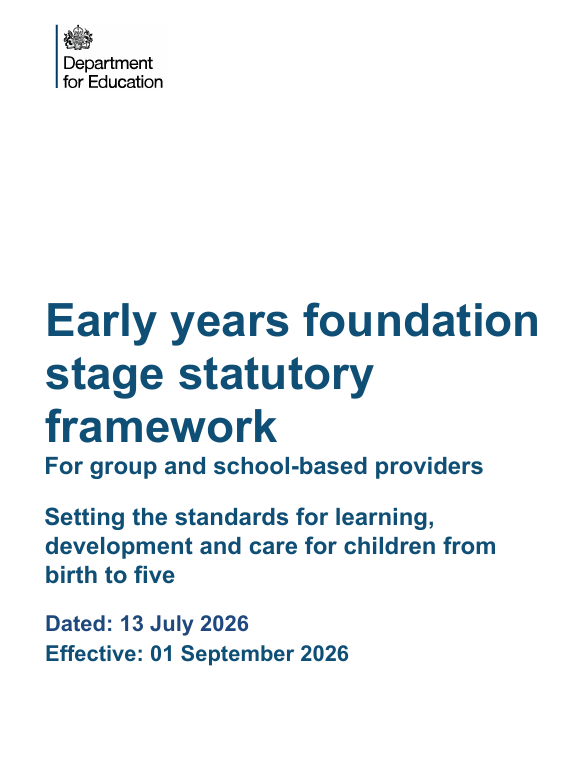 Department
for Education
Early years foundation
stage statutory
framework
For group and school-based providers
Setting the standards for learning,
development and care for children from
birth to five
Dated: 13 July 2026
Effective: 01 September 2026